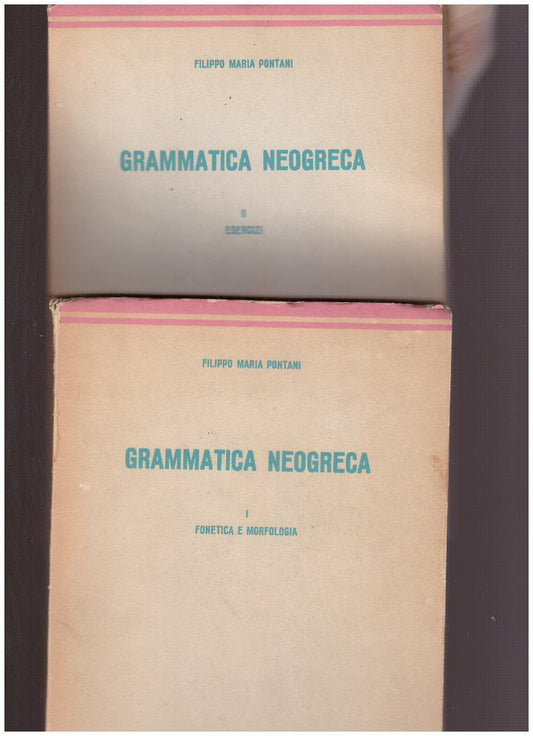 FILIPPO MARIA PONTANI
GRAMMATICA NEOGRECA
II
ESERCIZI
FILIPPO MARIA PONTANI
GRAMMATICA NEOGRECA
I
FONETICA E MORFOLOGIA